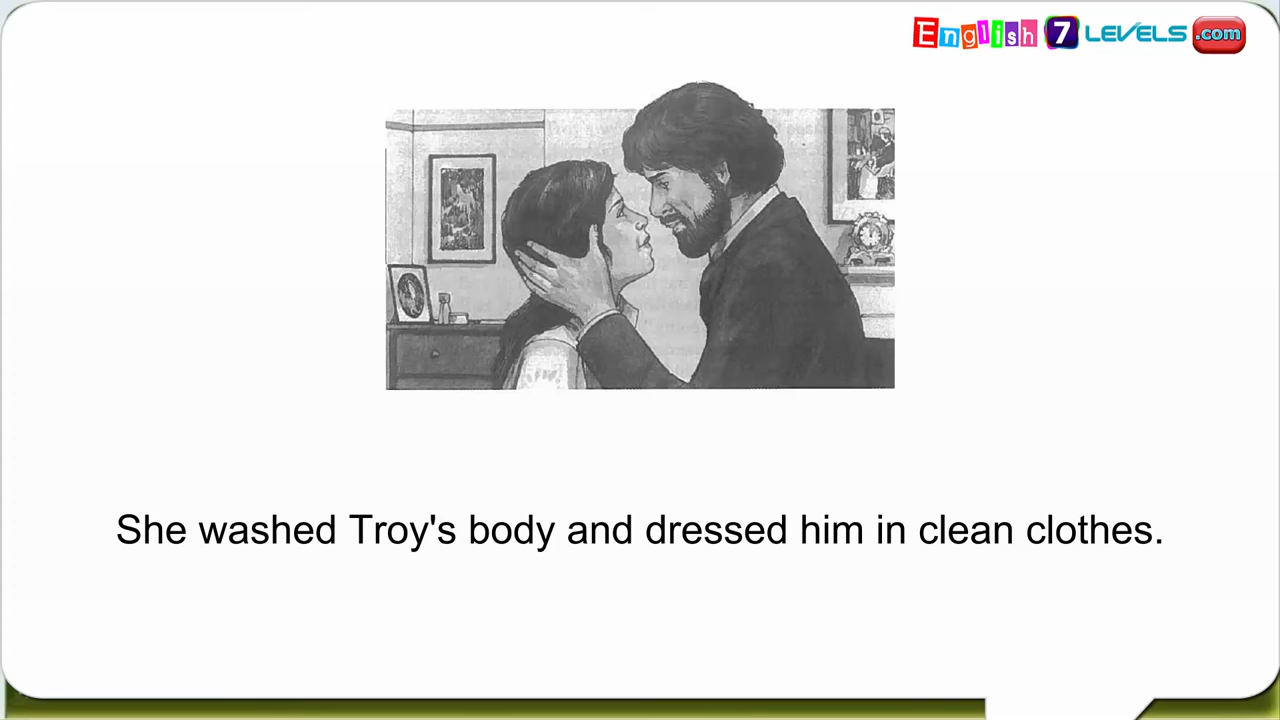 English 7 LEVELS .com
She washed Troy's body and dressed him in clean clothes.